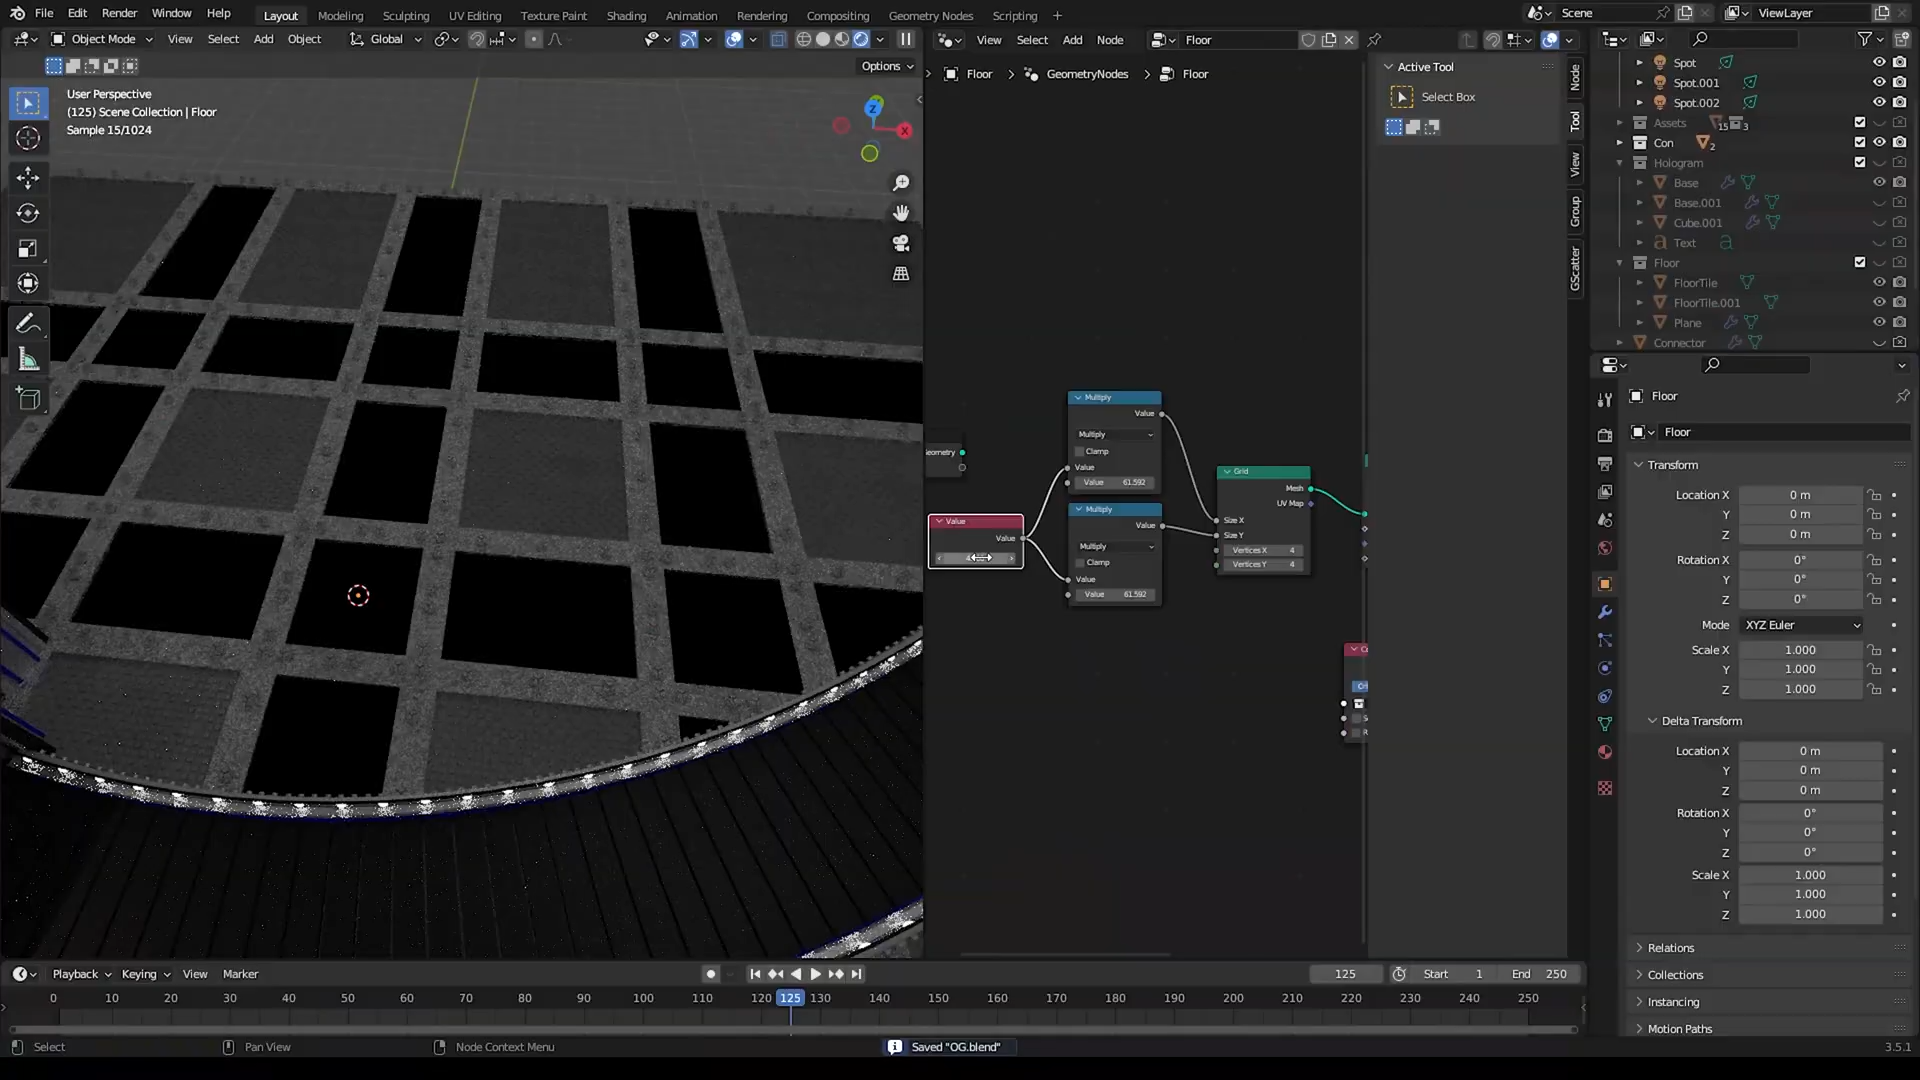 File Edit Render Window Help Layout Modeling Sculpting UV Editing Texture Paint Shading Animation Rendering Compositing Geometry Nodes Scripting + Scene ViewLayer
Object Mode View Select Add Object Global View Select Add Node Floor
Options
Floor > GeometryNodes > Floor
User Perspective
(125) Scene Collection | Floor
Sample 15/1024
Z
X
Active Tool
Select Box
Node
Tool
View
Group
GScatter
Spot
Spot.001
Spot.002
Assets 15 3
Con 2
Hologram
Base
Base.001
Cube.001
Text
Floor
FloorTile
FloorTile.001
Plane
Connector
Multiply
Value
Multiply
Clamp
Value
Value 61.592
Multiply
Value
Multiply
Clamp
Value
Value 61.592
Value
Value
Grid
Mesh
UV Map
Size X
Size Y
Vertices X 4
Vertices Y 4
Floor
Floor
Transform
Location X 0 m
Y 0 m
Z 0 m
Rotation X 0°
Y 0°
Z 0°
Mode XYZ Euler
Scale X 1.000
Y 1.000
Z 1.000
Delta Transform
Location X 0 m
Y 0 m
Z 0 m
Rotation X 0°
Y 0°
Z 0°
Scale X 1.000
Y 1.000
Z 1.000
Relations
Collections
Instancing
Motion Paths
Playback Keying View Marker 125 Start 1 End 250
0 10 20 30 40 50 60 70 80 90 100 110 120 125 130 140 150 160 170 180 190 200 210 220 230 240 250
Select Pan View Node Context Menu Saved "OG.blend" 3.5.1